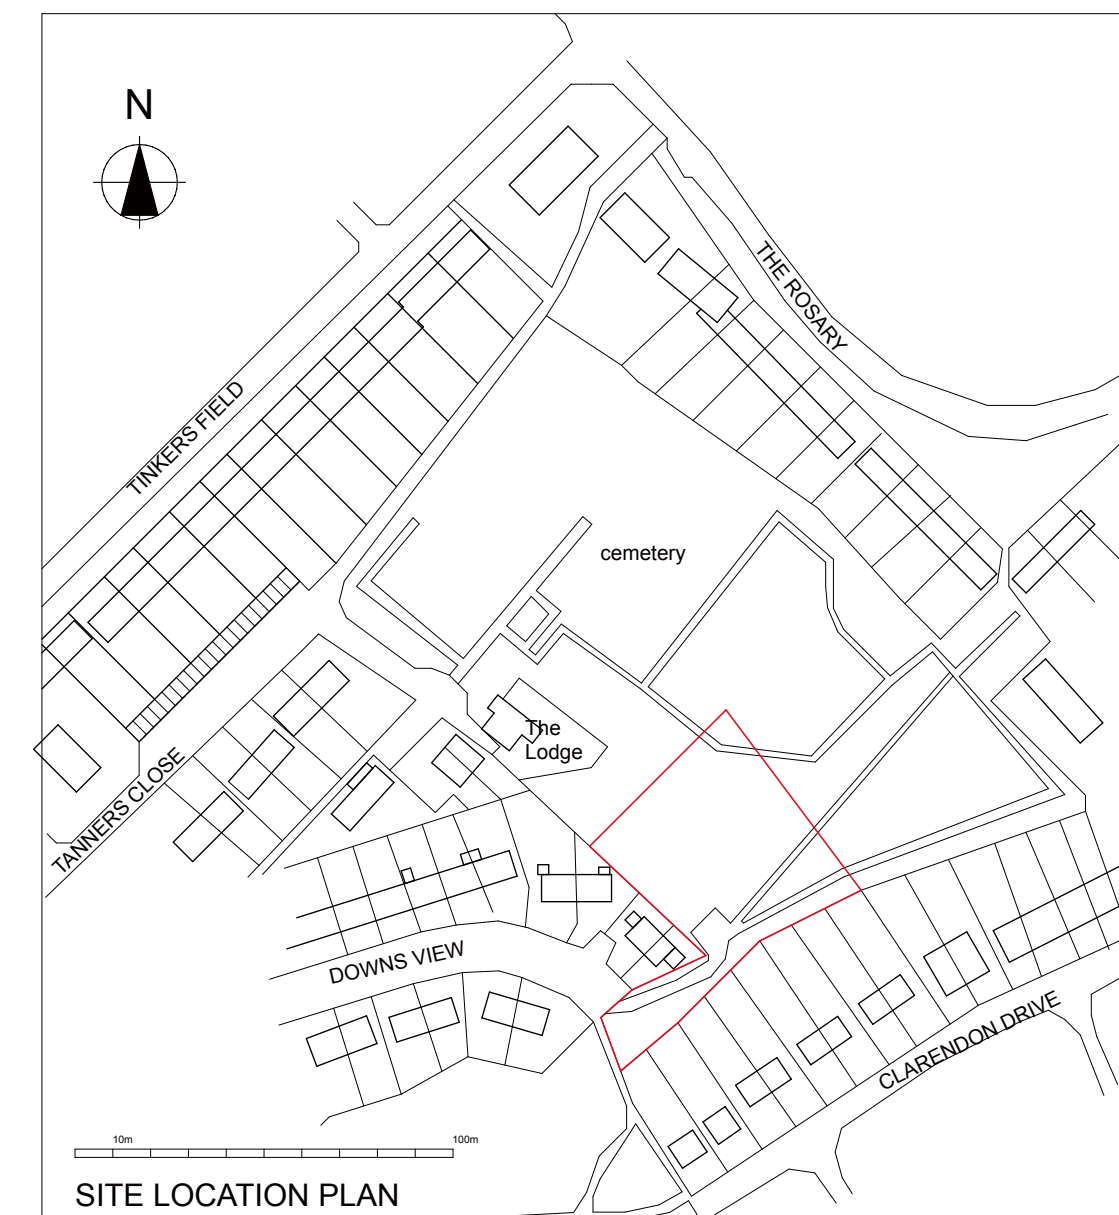 N
THE ROSARY
TINKERS FIELD
cemetery
The
Lodge
TANNERS CLOSE
DOWNS VIEW
CLARENDON DRIVE
10m
100m
SITE LOCATION PLAN